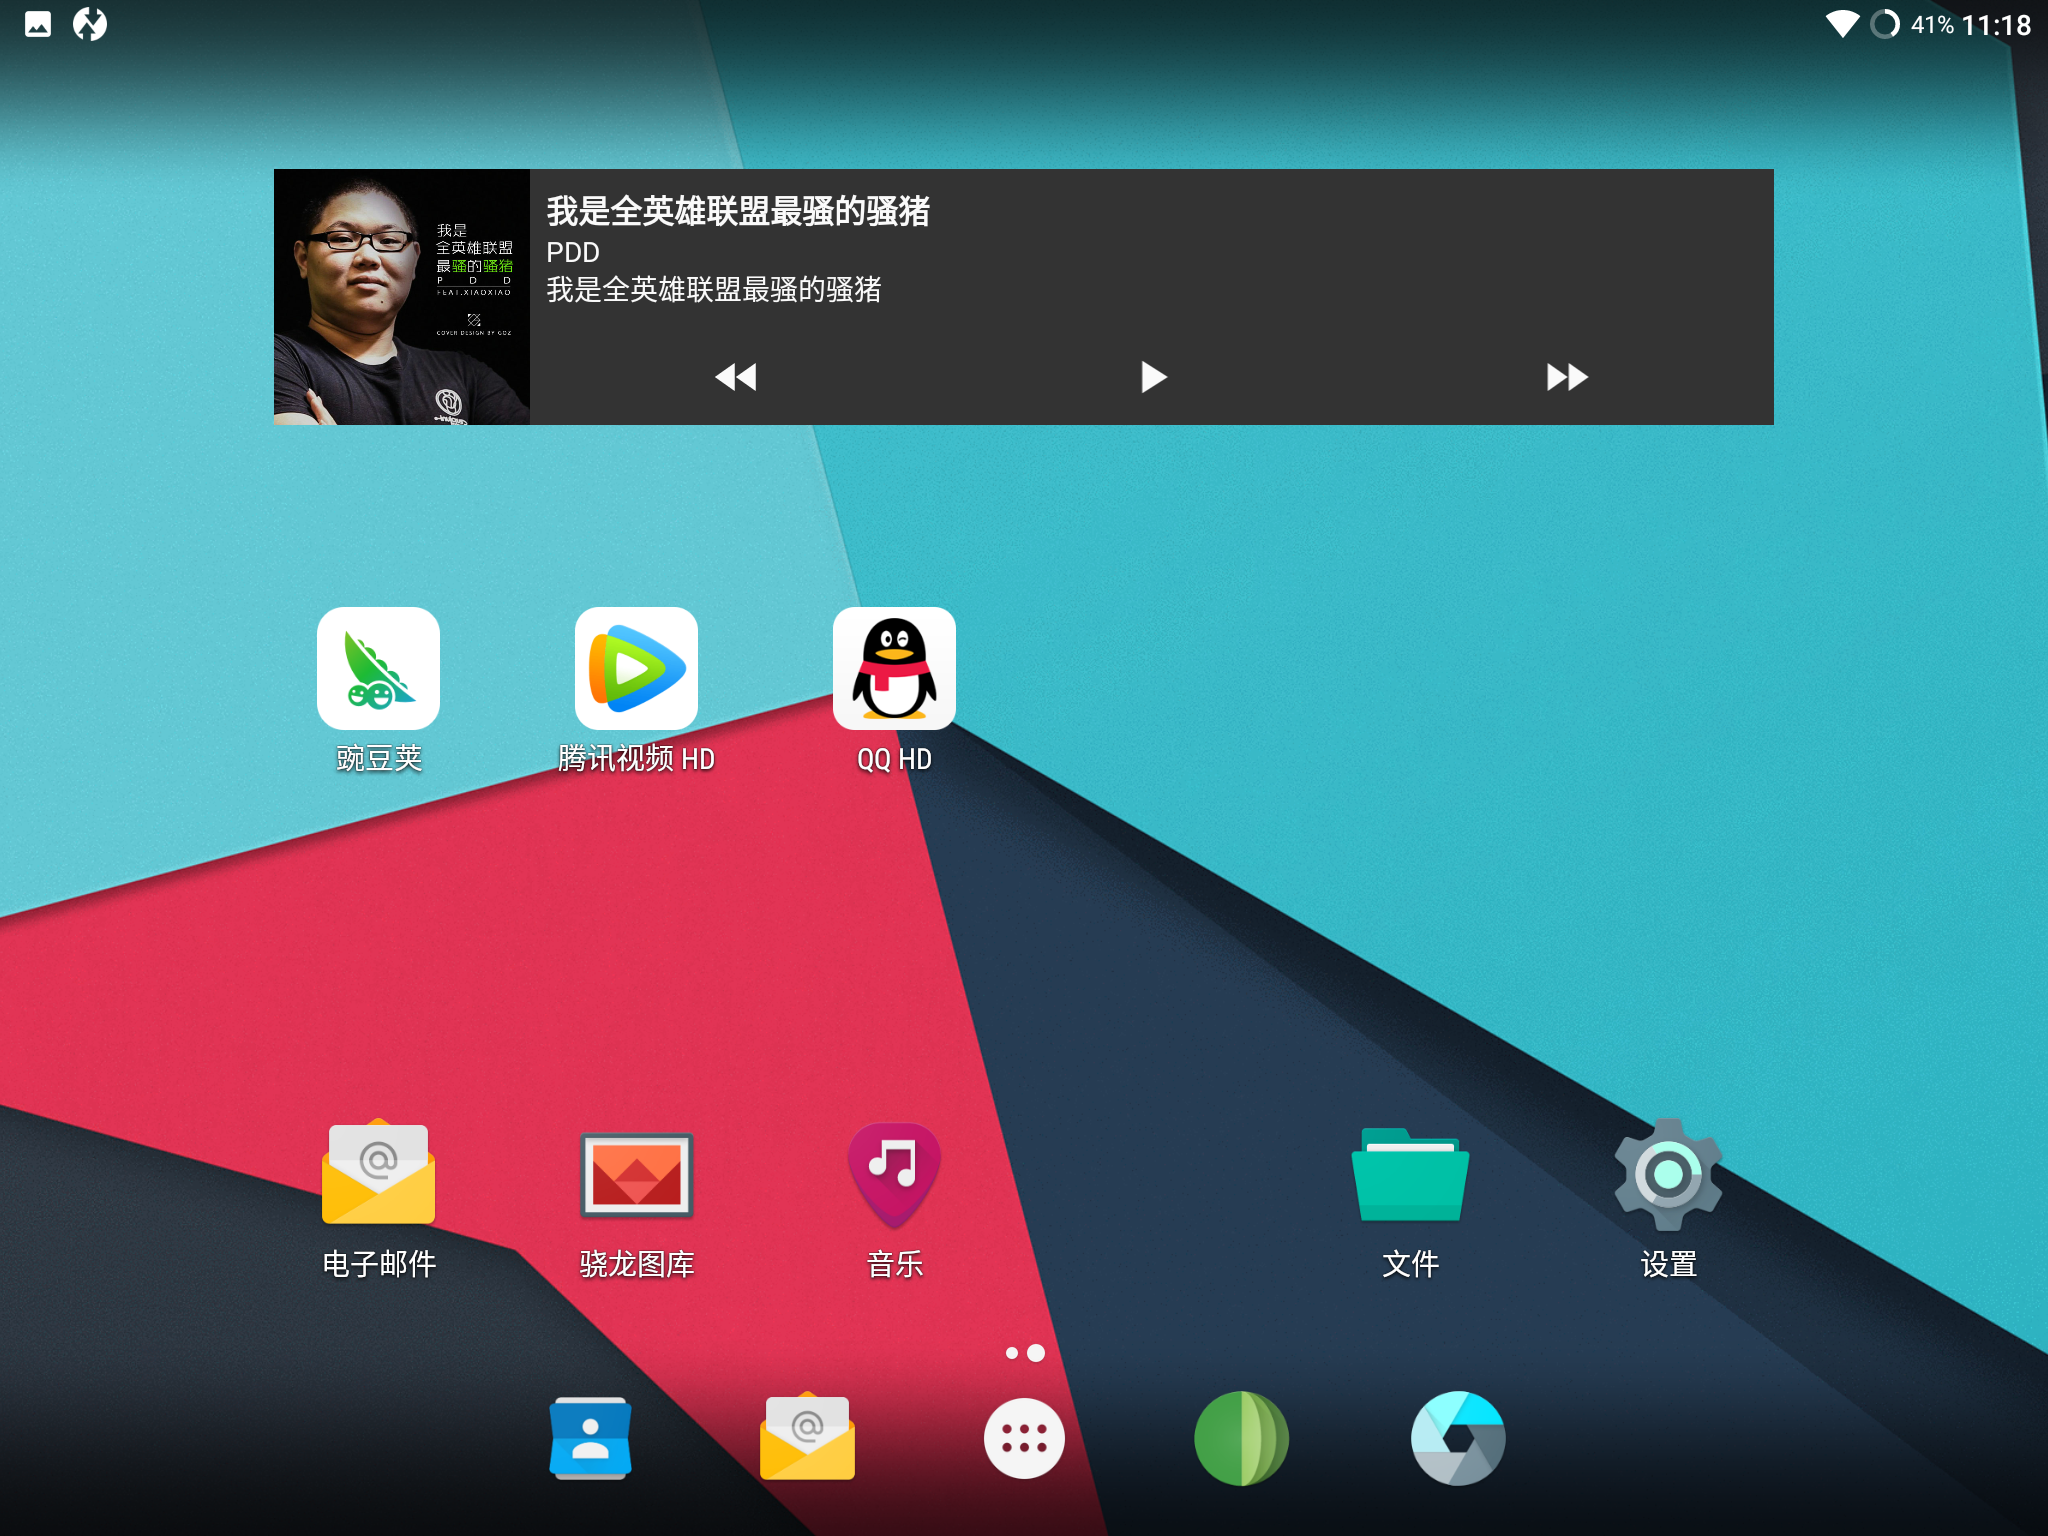 41% 11:18
我是
全英雄联盟
最骚的骚猪
P D D
FEAT.XIAOXIAO
COVER DESIGN BY GOZ
我是全英雄联盟最骚的骚猪
PDD
我是全英雄联盟最骚的骚猪
豌豆荚
腾讯视频 HD
QQ HD
电子邮件
骁龙图库
音乐
文件
设置